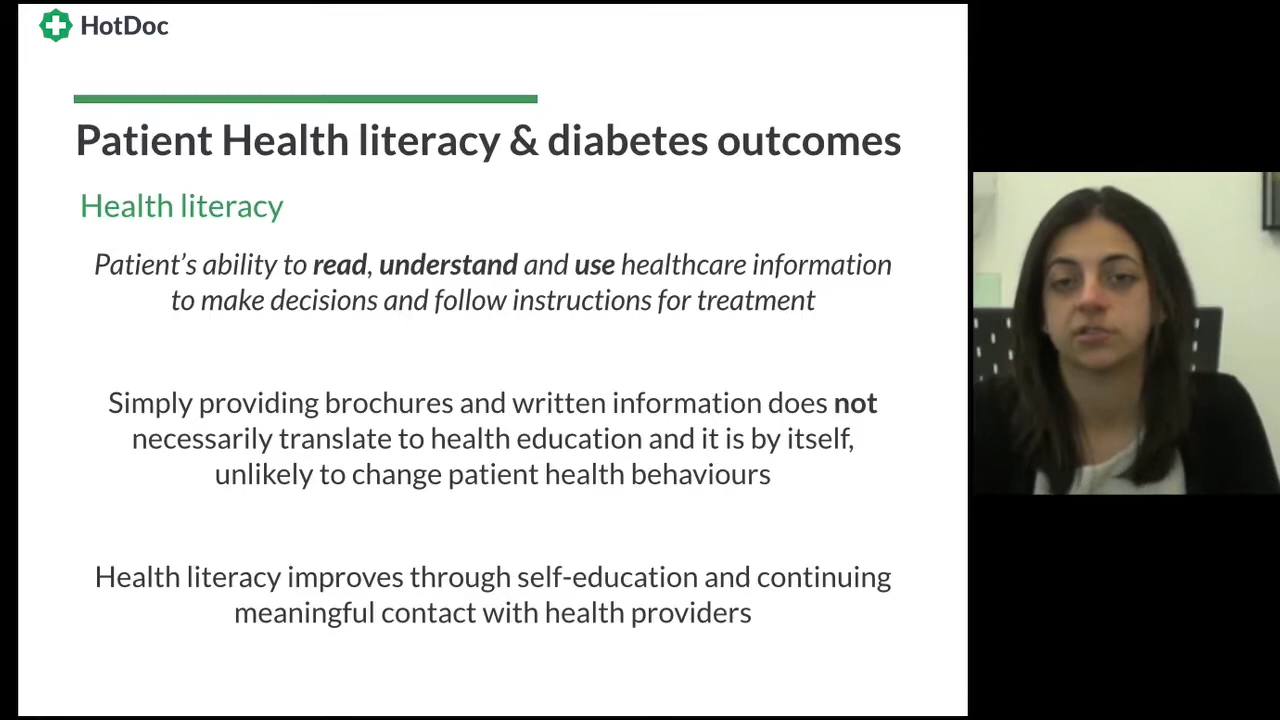 HotDoc
Patient Health literacy & diabetes outcomes
Health literacy
Patient's ability to read, understand and use healthcare information
to make decisions and follow instructions for treatment
Simply providing brochures and written information does not
necessarily translate to health education and it is by itself,
unlikely to change patient health behaviours
Health literacy improves through self-education and continuing
meaningful contact with health providers